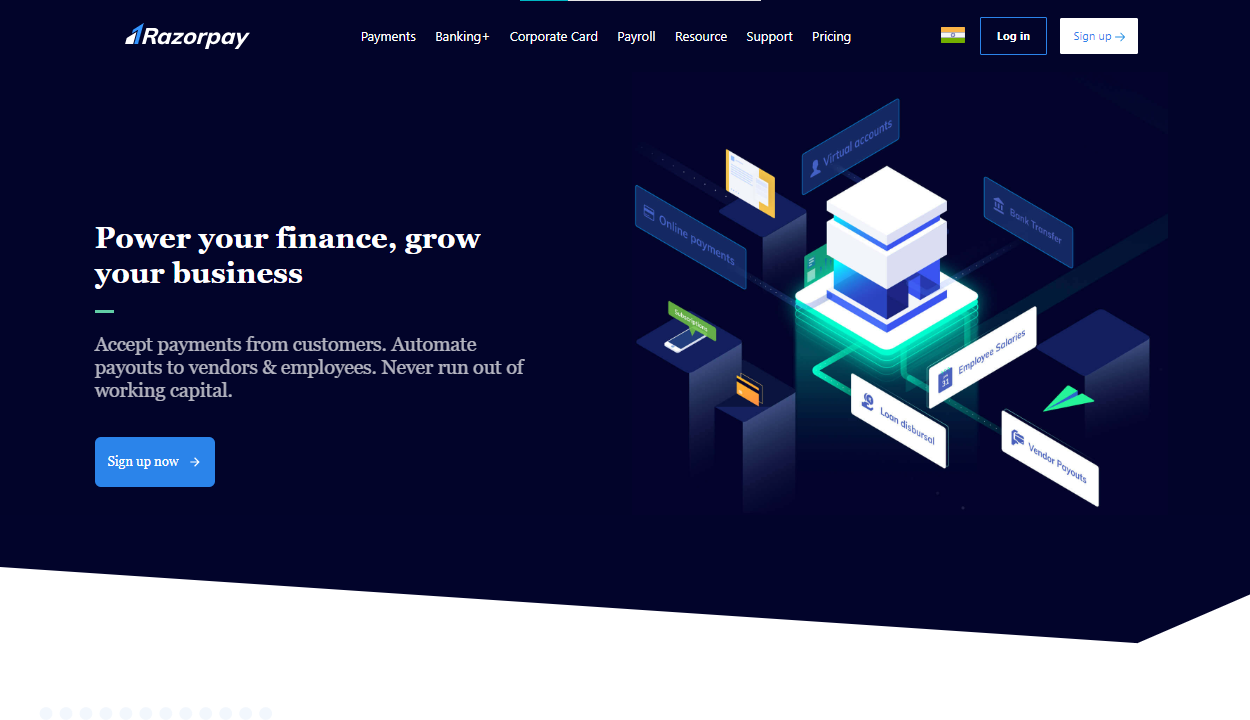 Razorpay
Payments
Banking+
Corporate Card
Payroll
Resource
Support
Pricing
Log in
Sign up →
Power your finance, grow
your business
Accept payments from customers. Automate
payouts to vendors & employees. Never run out of
working capital.
Sign up now →
Virtual accounts
Online payments
Bank Transfer
Subscriptions
31
Employee Salaries
Loan disbursal
Vendor Payouts